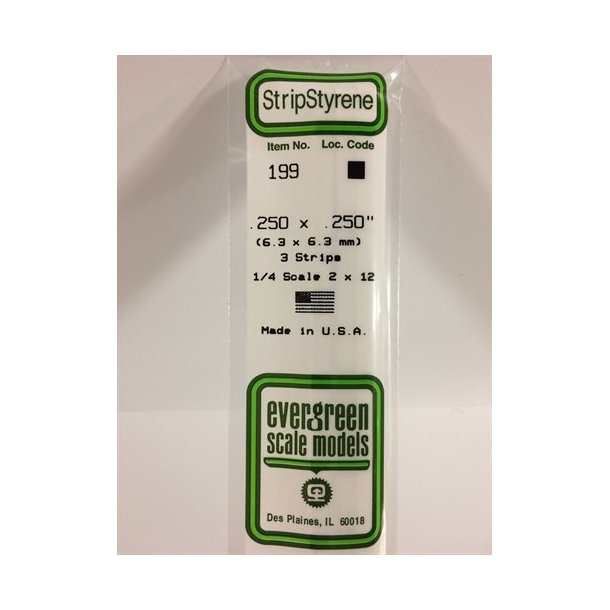 StripStyrene
Item No. Loc. Code
199
.250 x .250"
(6.3 x 6.3 mm)
3 Strips
1/4 Scale 2 x 12
Made in U.S.A.
evergreen
scale models
Des Plaines, IL 60018